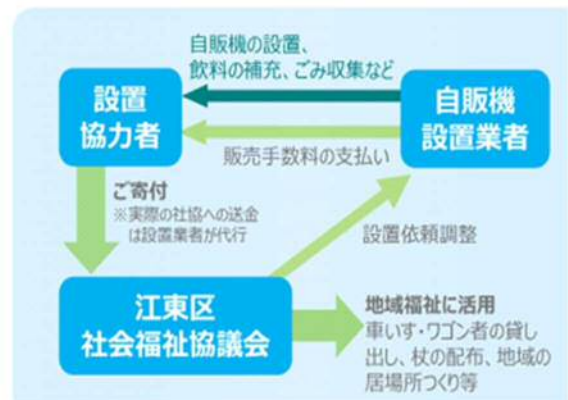 自販機の設置、
飲料の補充、ごみ収集など
設置
協力者
自販機
設置業者
販売手数料の支払い
ご寄付
※実際の社協への送金
は設置業者が代行
設置依頼調整
江東区
社会福祉協議会
地域福祉に活用
車いす・ワゴン者の貸し
出し、杖の配布、地域の
居場所つくり等